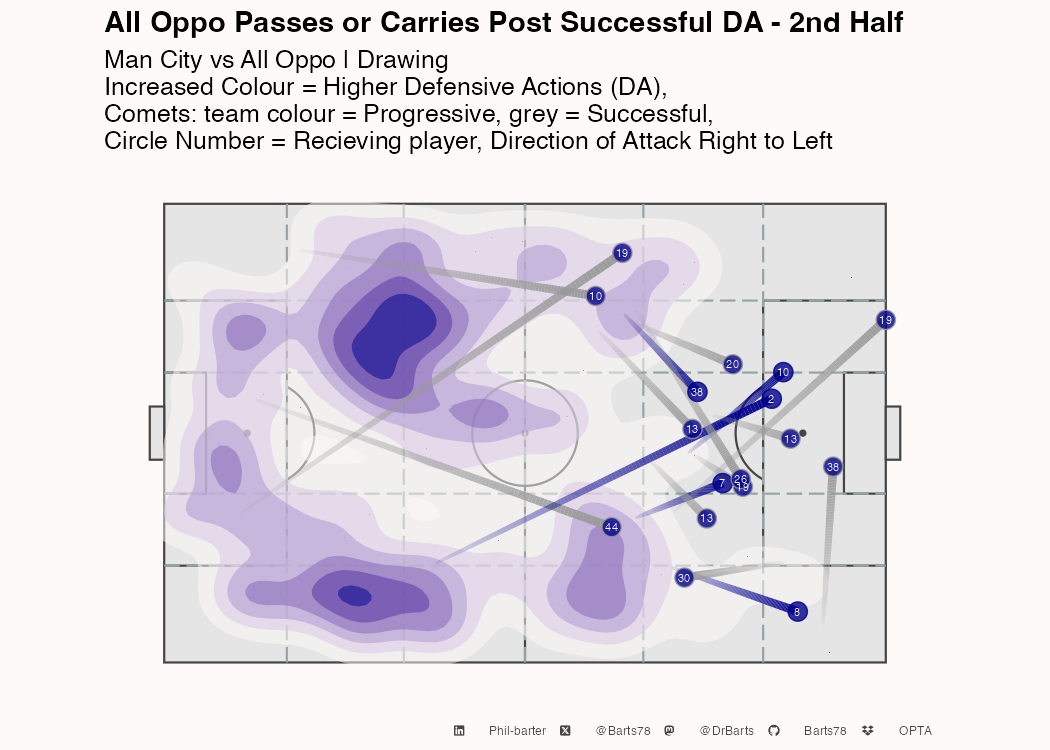 All Oppo Passes or Carries Post Successful DA - 2nd Half
Man City vs All Oppo | Drawing
Increased Colour = Higher Defensive Actions (DA),
Comets: team colour = Progressive, grey = Successful,
Circle Number = Recieving player, Direction of Attack Right to Left
19
10
19
20
10
38
2
13
13
38
7
26
19
13
44
30
8
Phil-barter @Barts78 @DrBarts Barts78 OPTA